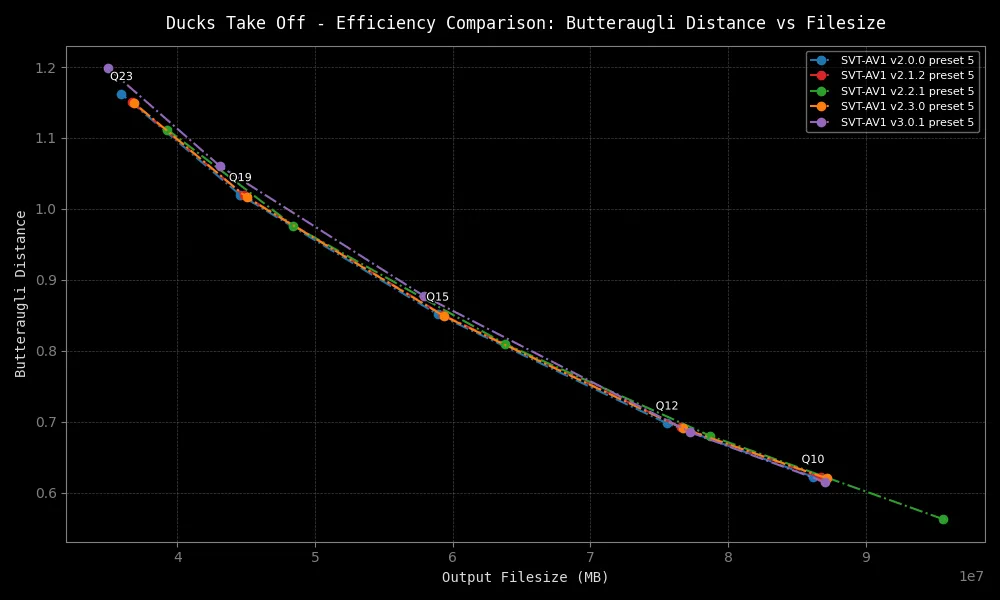 Ducks Take Off - Efficiency Comparison: Butteraugli Distance vs Filesize
SVT-AV1 v2.0.0 preset 5
SVT-AV1 v2.1.2 preset 5
SVT-AV1 v2.2.1 preset 5
SVT-AV1 v2.3.0 preset 5
SVT-AV1 v3.0.1 preset 5
Butteraugli Distance
1.2
1.1
1.0
0.9
0.8
0.7
0.6
Q23
Q19
Q15
Q12
Q10
4 5 6 7 8 9
1e7
Output Filesize (MB)